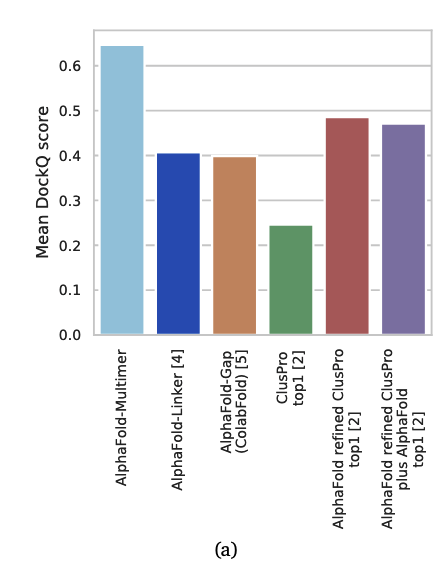 Mean DockQ score
0.6
0.5
0.4
0.3
0.2
0.1
0.0
AlphaFold-Multimer
AlphaFold-Linker [4]
AlphaFold-Gap
(ColabFold) [5]
ClusPro
top1 [2]
AlphaFold refined ClusPro
top1 [2]
AlphaFold refined ClusPro
plus AlphaFold
top1 [2]
(a)